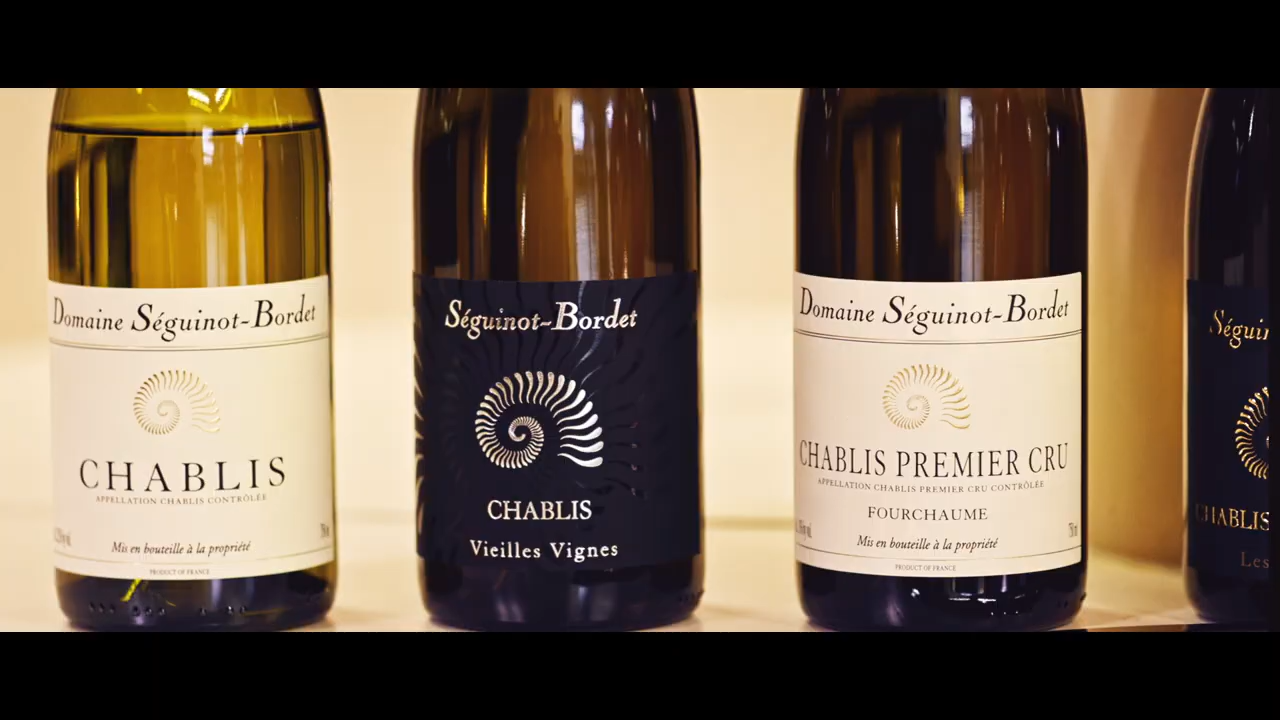 Domaine Séguinot-Bordet
CHABLIS
APPELLATION CHABLIS CONTRÔLÉE
Mis en bouteille à la propriété
PRODUCT OF FRANCE
Séguinot-Bordet
CHABLIS
Vieilles Vignes
Domaine Séguinot-Bordet
CHABLIS PREMIER CRU
APPELLATION CHABLIS PREMIER CRU CONTRÔLÉE
FOURCHAUME
Mis en bouteille à la propriété
PRODUCT OF FRANCE
CHABLIS
Les